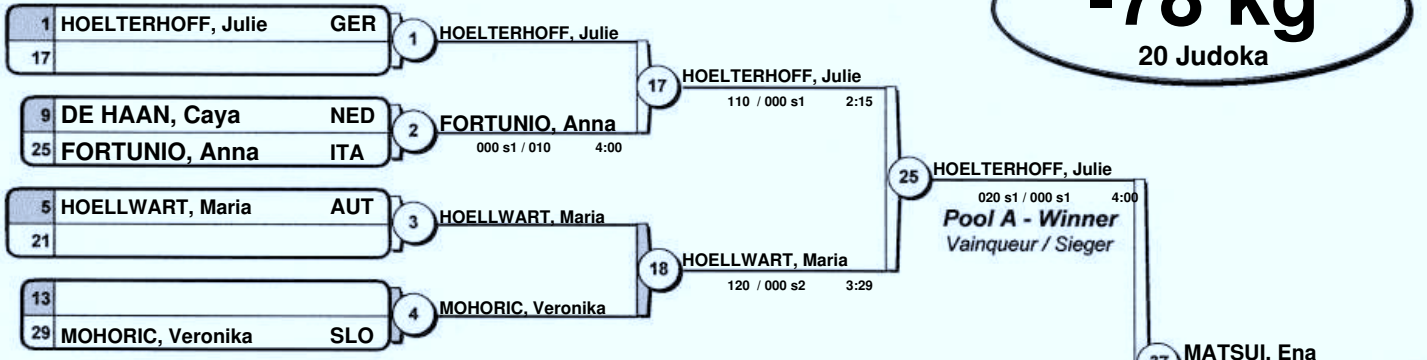 -78 kg
20 Judoka
1 HOELTERHOFF, Julie GER
17
1 HOELTERHOFF, Julie
9 DE HAAN, Caya NED
25 FORTUNIO, Anna ITA
2 FORTUNIO, Anna
000 s1 / 010 4:00
17 HOELTERHOFF, Julie
110 / 000 s1 2:15
5 HOELLWART, Maria AUT
21
3 HOELLWART, Maria
13
29 MOHORIC, Veronika SLO
4 MOHORIC, Veronika
18 HOELLWART, Maria
120 / 000 s2 3:29
25 HOELTERHOFF, Julie
020 s1 / 000 s1 4:00
Pool A - Winner
Vainqueur / Sieger
MATSUI, Ena